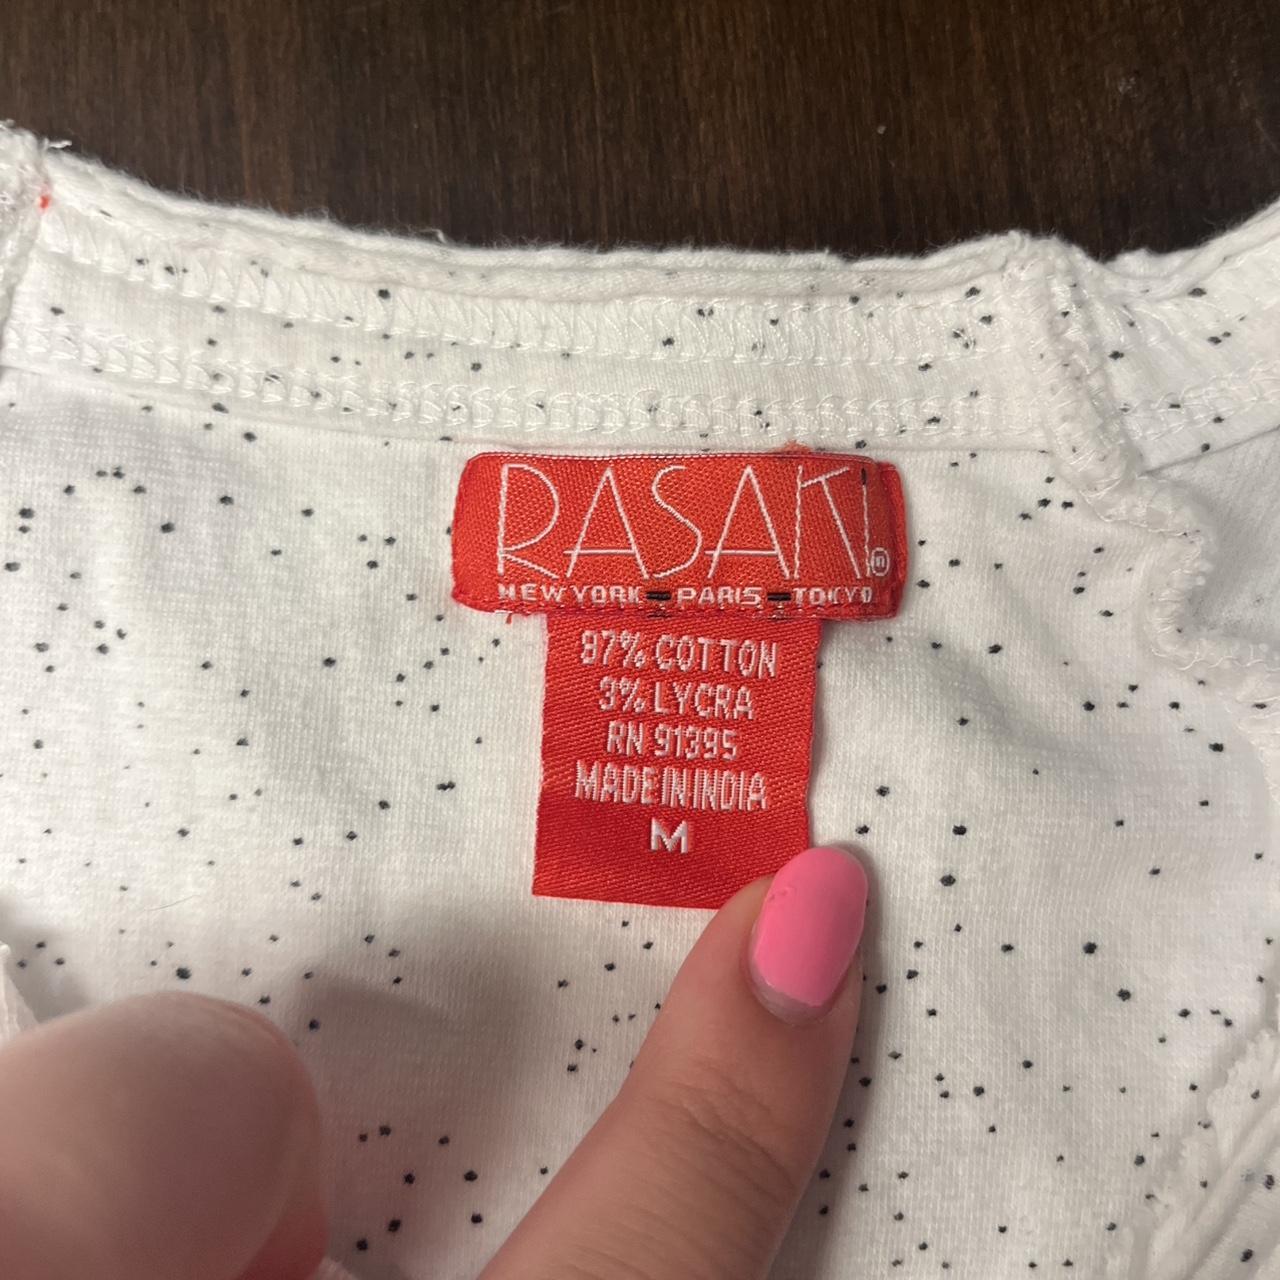 RASAKI®
NEW YORK - PARIS - TOKYO
97% COTTON
3% LYCRA
RN 91395
MADE IN INDIA
M